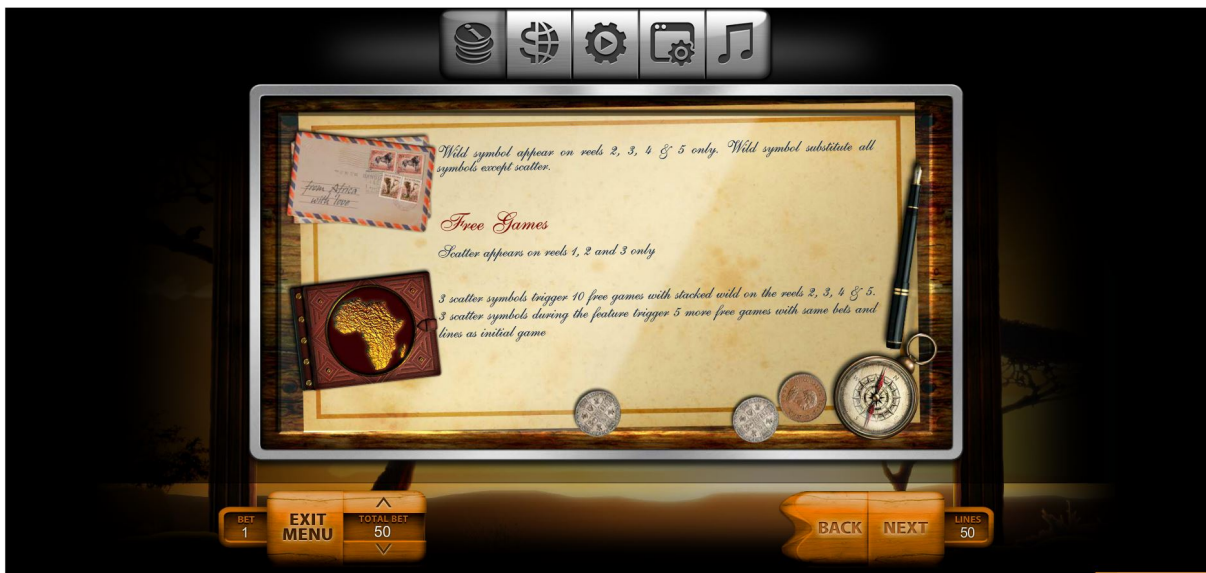 Wild symbol appear on reels 2, 3, 4 & 5 only. Wild symbol substitute all
symbols except scatter.
from Africa
with love
Free Games
Scatter appears on reels 1, 2 and 3 only
3 scatter symbols trigger 10 free games with stacked wild on the reels 2, 3, 4 & 5.
3 scatter symbols during the feature trigger 5 more free games with same bets and
lines as initial game
BET
1
EXIT
MENU
TOTAL BET
50
BACK
NEXT
LINES
50